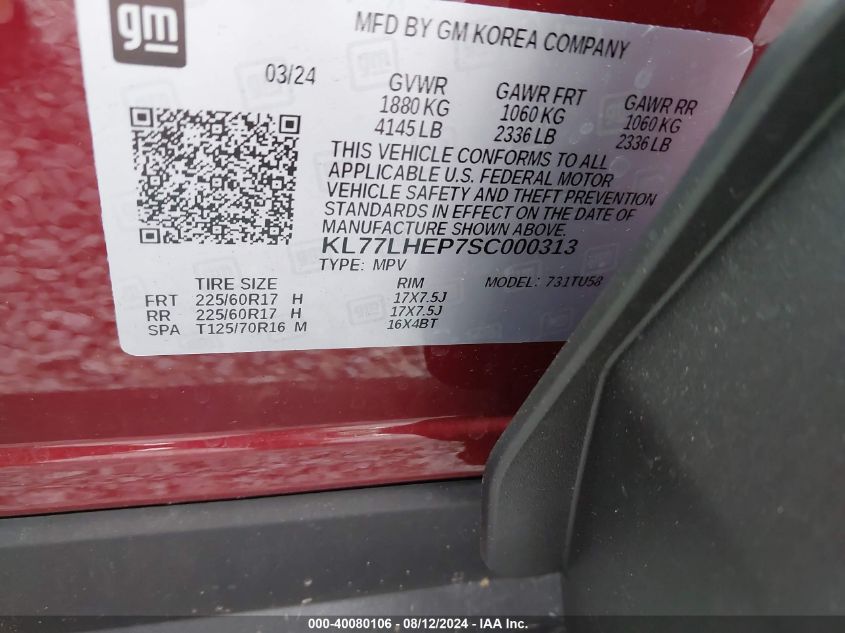 gm
MFD BY GM KOREA COMPANY
03/24
GVWR GAWR FRT GAWR RR
1880 KG 1060 KG 1060 KG
4145 LB 2336 LB 2336 LB
THIS VEHICLE CONFORMS TO ALL
APPLICABLE U.S. FEDERAL MOTOR
VEHICLE SAFETY AND THEFT PREVENTION
STANDARDS IN EFFECT ON THE DATE OF
MANUFACTURE SHOWN ABOVE.
KL77LHEP7SC000313
TYPE: MPV MODEL: 731TU58
TIRE SIZE RIM
FRT 225/60R17 H 17X7.5J
RR 225/60R17 H 17X7.5J
SPA T125/70R16 M 16X4BT
000-40080106 - 08/12/2024 - IAA Inc.